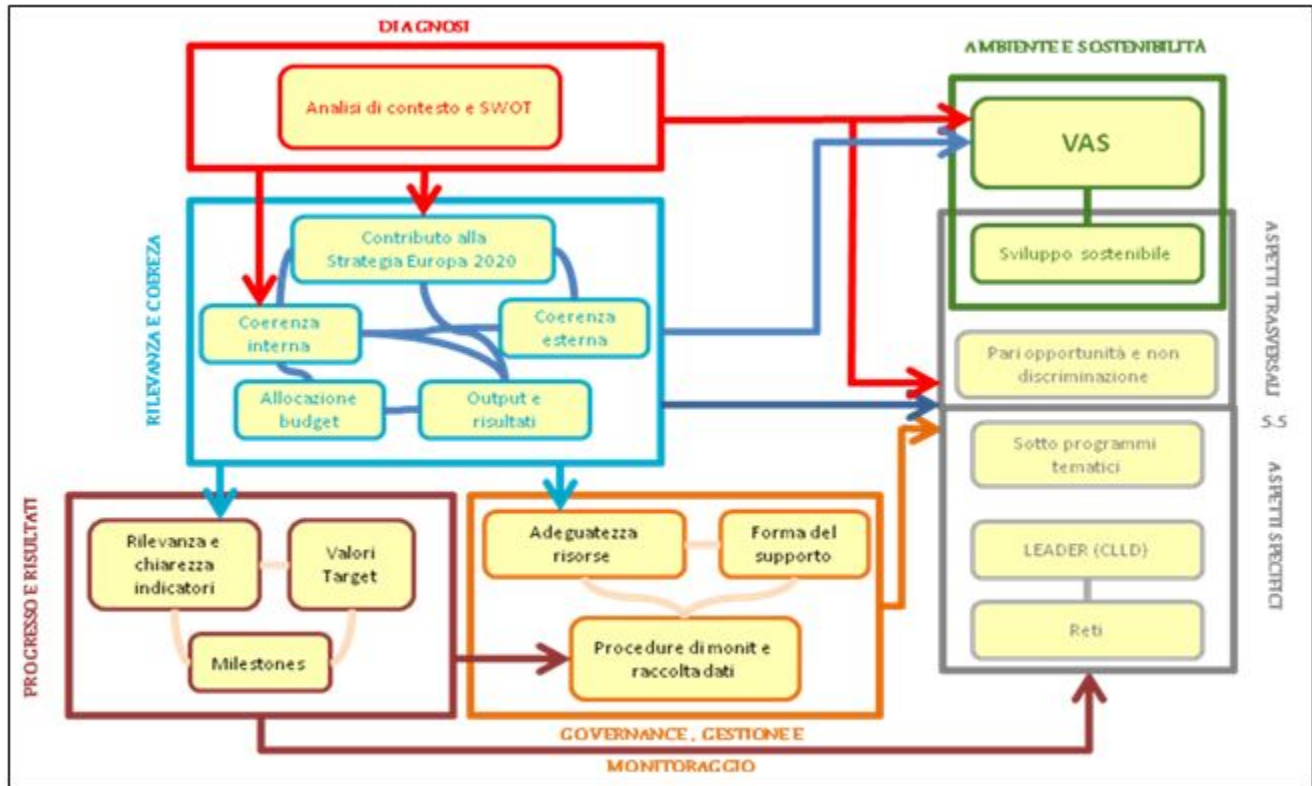 DIAGNOSI
Analisi di contesto e SWOT
AMBIENTE E SOSTENIBILITÀ
VAS
Sviluppo sostenibile
RILEVANZA E COEREZA
Contributo alla
Strategia Europa 2020
Coerenza
interna
Coerenza
esterna
Allocazione
budget
Output e
risultati
ASPETTI TRASVERSALI
Pari opportunità e non
discriminazione
5.5
ASPETTI SPECIFICI
Sotto programmi
tematici
LEADER (CLLD)
Reti
PROGRESSO E RISULTATI
Rilevanza e
chiarezza
indicatori
Valori
Target
Milestones
Adeguatezza
risorse
Forma del
supporto
Procedure di monit e
raccolta dati
GOVERNANCE, GESTIONE E
MONITORAGGIO